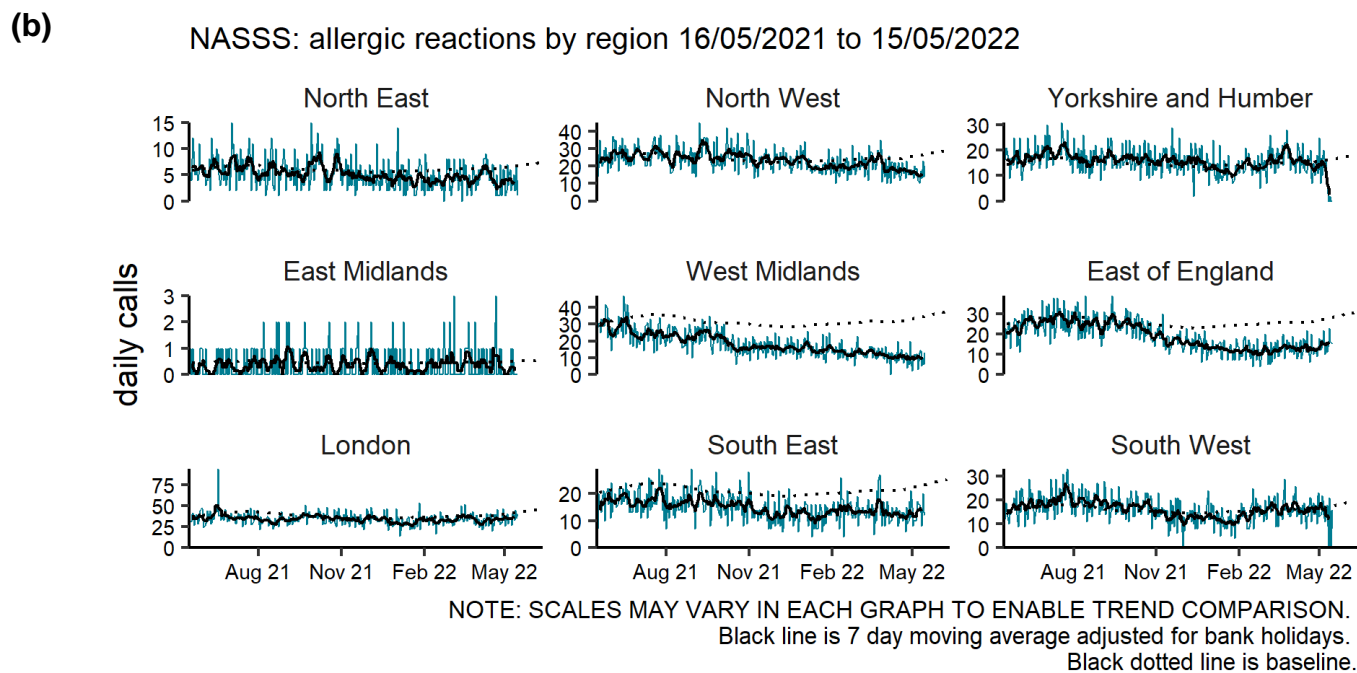 (b)
NASSS: allergic reactions by region 16/05/2021 to 15/05/2022
daily calls
North East
15
10
5
0
North West
40
30
20
10
0
Yorkshire and Humber
30
20
10
0
East Midlands
3
2
1
0
West Midlands
40
30
20
10
0
East of England
30
20
10
0
London
75
50
25
0
Aug 21 Nov 21 Feb 22 May 22
South East
20
10
0
Aug 21 Nov 21 Feb 22 May 22
South West
30
20
10
0
Aug 21 Nov 21 Feb 22 May 22
NOTE: SCALES MAY VARY IN EACH GRAPH TO ENABLE TREND COMPARISON.
Black line is 7 day moving average adjusted for bank holidays.
Black dotted line is baseline.